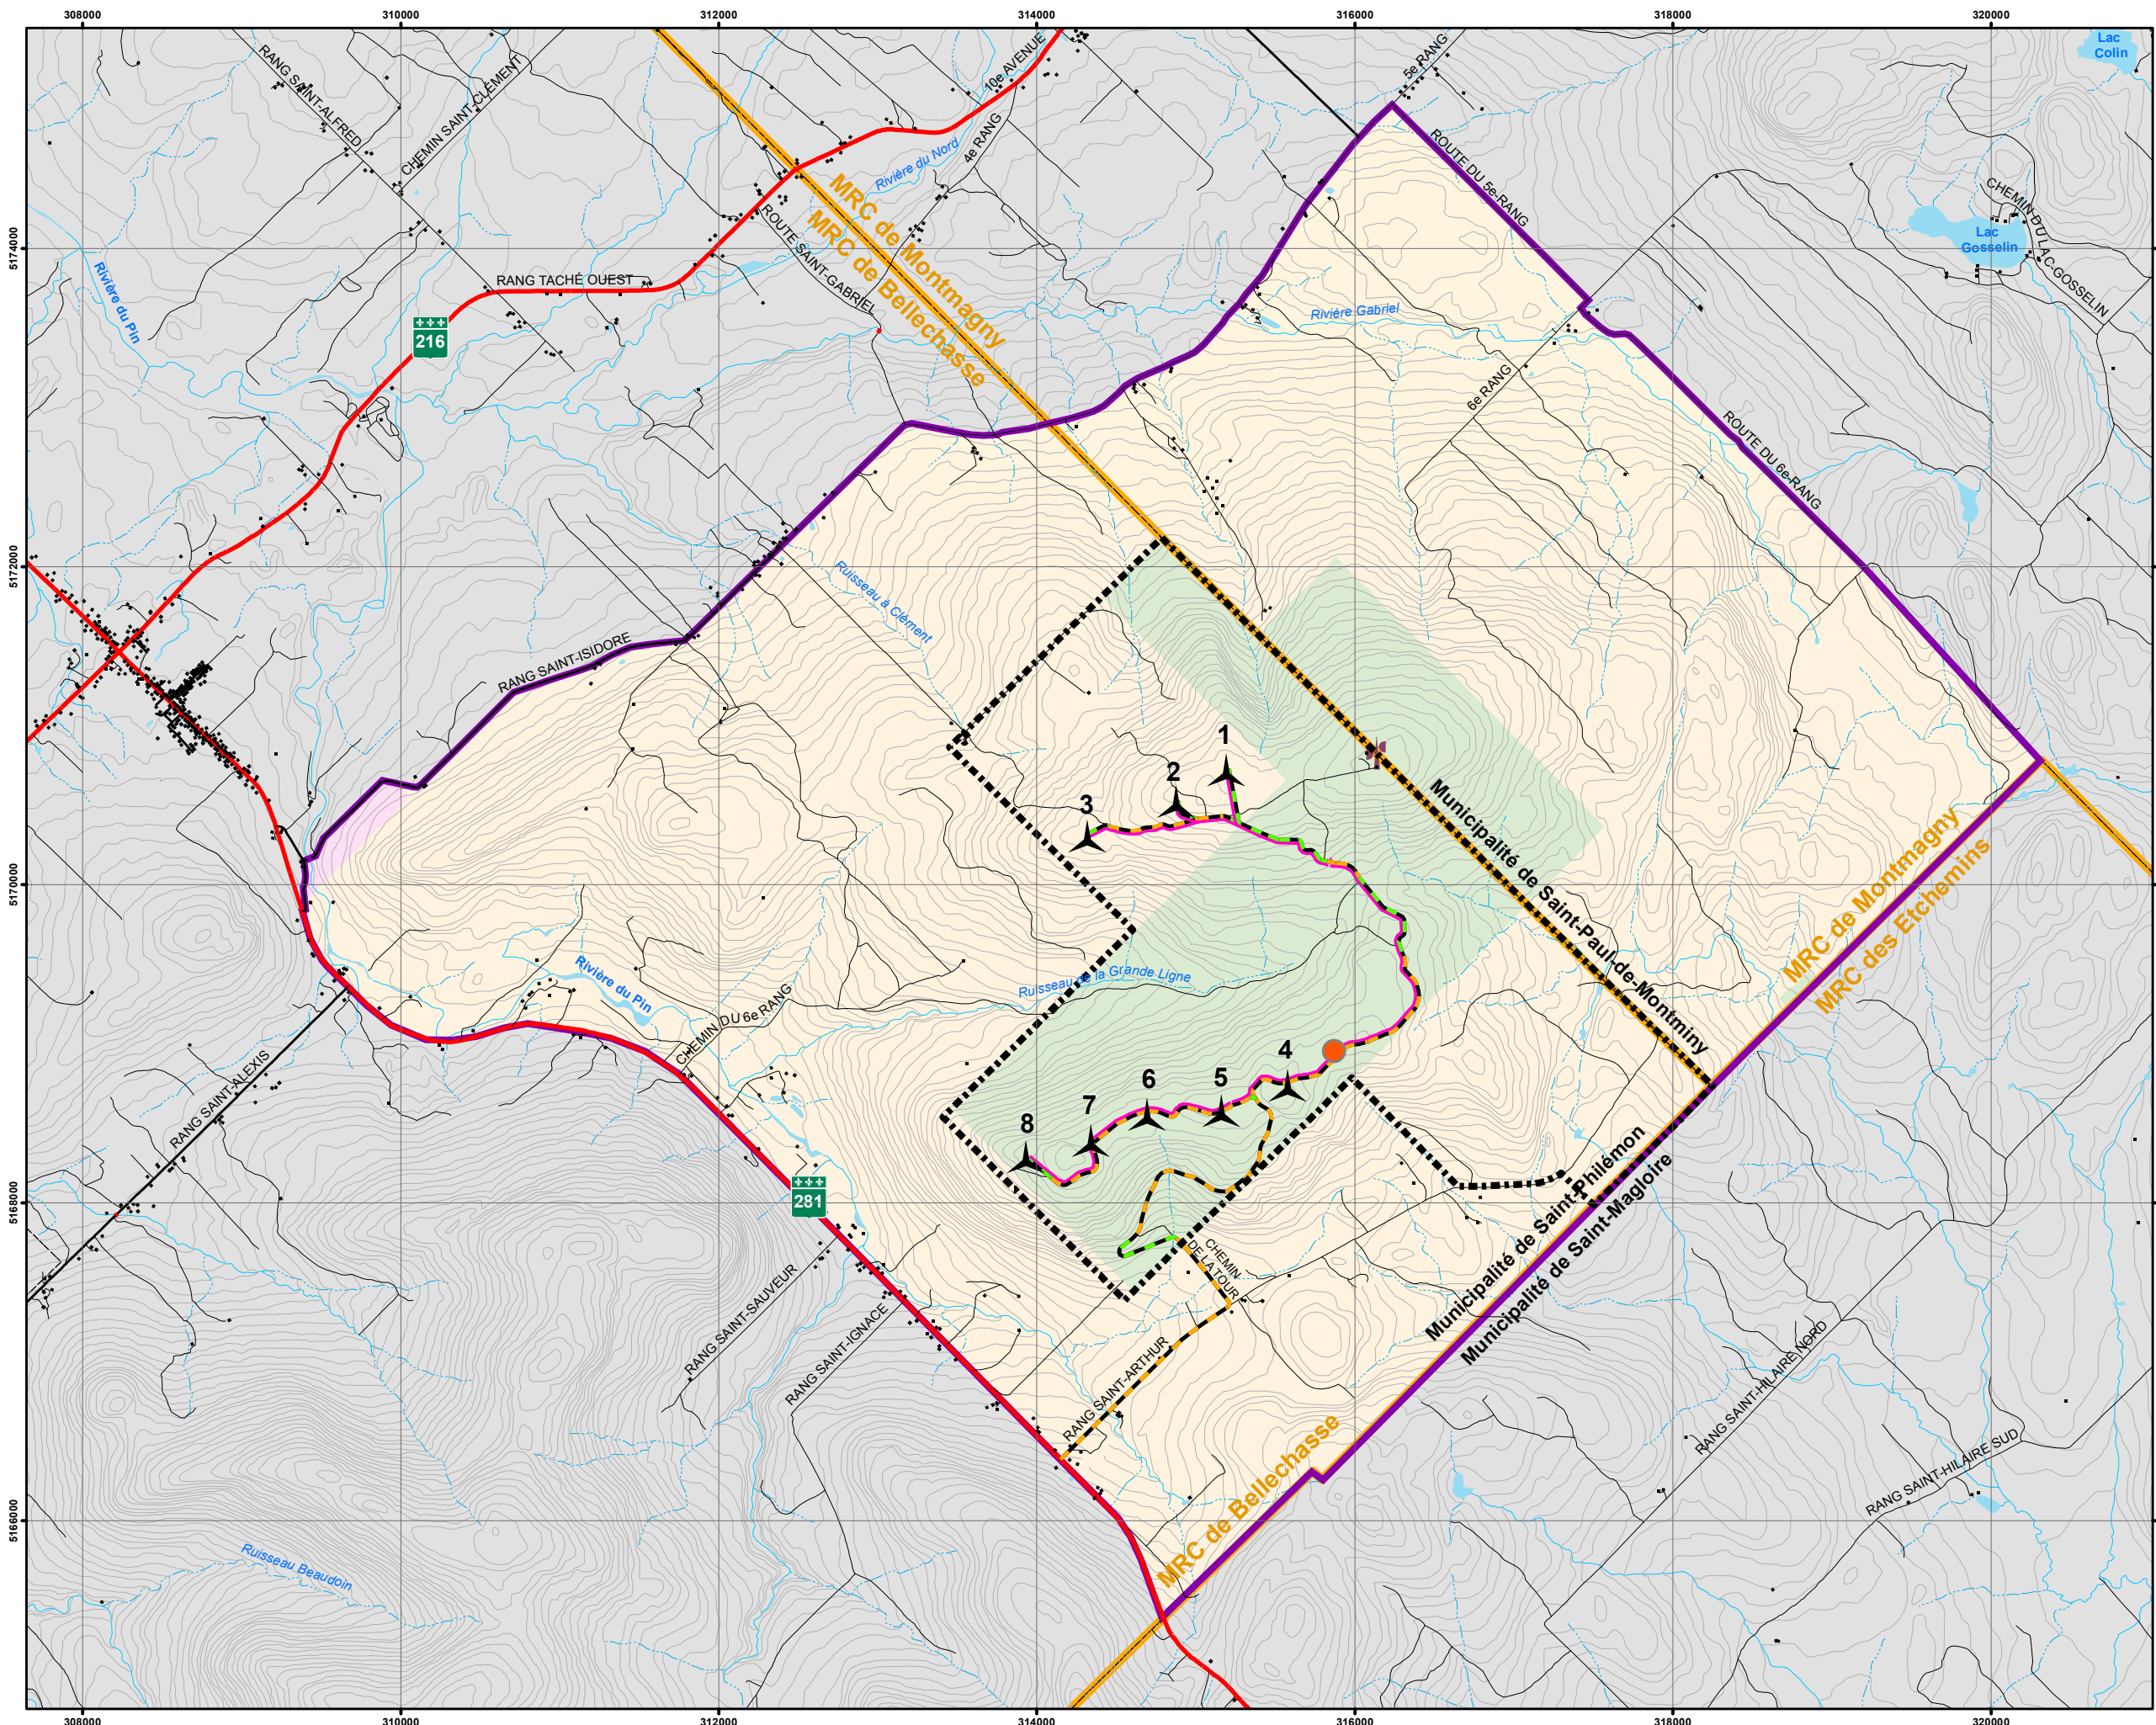 308000
310000
312000
314000
316000
318000
320000
Lac
Colin
RANG SAINT-ALFRED
CHEMIN SAINT-CLÉMENT
10e AVENUE
5e RANG
4e RANG
Rivière du Nord
ROUTE DU 5e-RANG
CHEMIN DU LAC-GOSSELIN
Lac
Gosselin
5174000
MRC de Montmagny
MRC de Bellechasse
ROUTE SAINT-GABRIEL
Rivière du Pin
RANG TACHÉ OUEST
216
Rivière Gabriel
6e RANG
ROUTE DU 6e-RANG
5172000
Ruisseau à Clément
RANG SAINT-ISIDORE
1
2
3
Municipalité de Saint-Paul-de-Montminy
MRC de Montmagny
MRC des Etchemins
5170000
Ruisseau de la Grande Ligne
Rivière du Pin
CHEMIN DU 6e RANG
RANG SAINT-ALEXIS
4
5
6
7
8
Municipalité de Saint-Philémon
Municipalité de Saint-Magloire
5168000
281
CHEMIN
DE LA TOUR
RANG SAINT-SAUVEUR
RANG SAINT-IGNACE
RANG SAINT-ARTHUR
RANG SAINT-HILAIRE NORD
RANG SAINT-HILAIRE SUD
MRC de Bellechasse
5166000
Ruisseau Beaudoin
308000
310000
312000
314000
316000
318000
320000